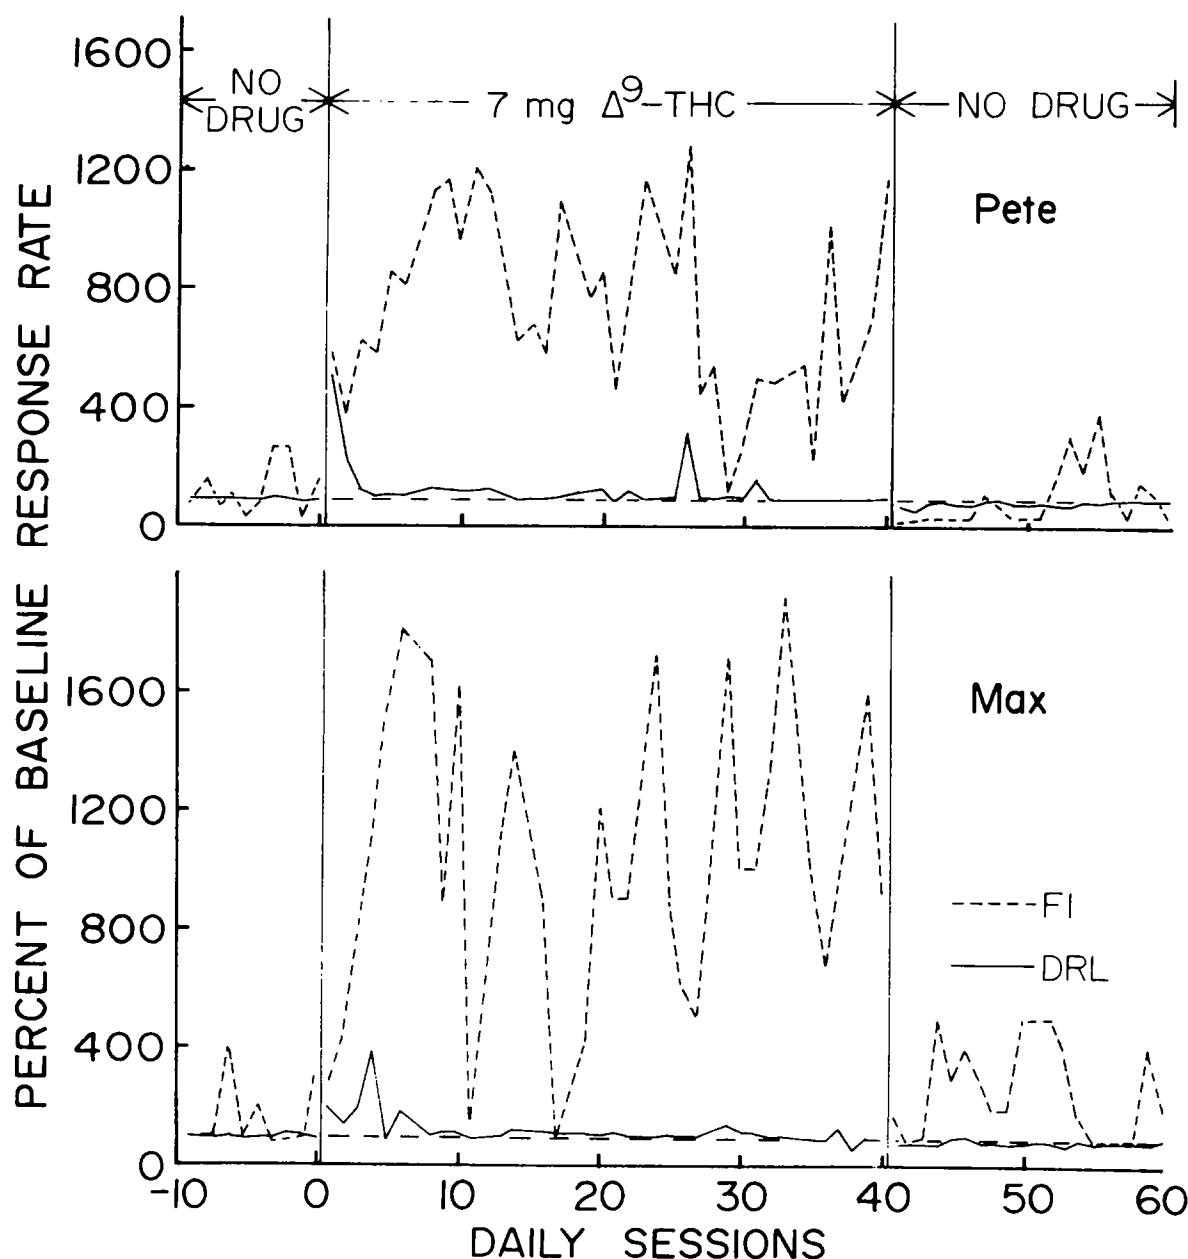 PERCENT OF BASELINE RESPONSE RATE
1600
1200
800
400
0
NO
DRUG
7 mg Δ⁹-THC
NO DRUG
Pete
1600
1200
800
400
0
Max
FI
DRL
-10 0 10 20 30 40 50 60
DAILY SESSIONS